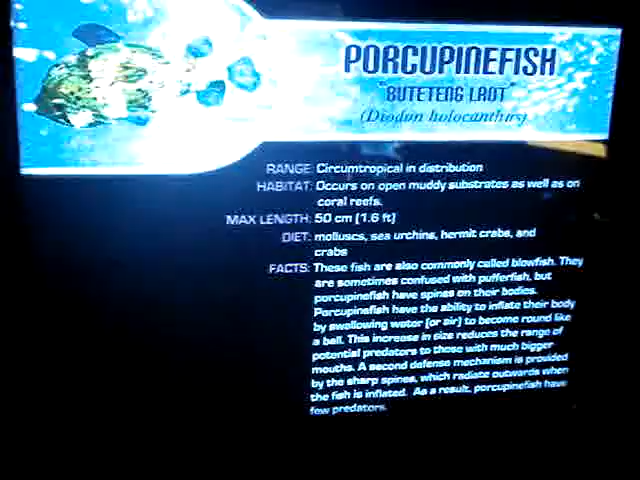 PORCUPINEFISH
"BUTETENG LAOT"
(Diodon holocanthus)
RANGE: Circumtropical in distribution
HABITAT: Occurs on open muddy substrates as well as on
coral reefs.
MAX LENGTH: 50 cm (1.6 ft)
DIET: molluscs, sea urchins, hermit crabs, and
crabs
FACTS: These fish are also commonly called blowfish. They
are sometimes confused with pufferfish, but
porcupinefish have spines on their bodies.
Porcupinefish have the ability to inflate their body
by swallowing water (or air) to become round like
a ball. This increase in size reduces the range of
potential predators to those with much bigger
mouths. A second defense mechanism is provided
by the sharp spines, which radiate outwards when
the fish is inflated. As a result, porcupinefish have
few predators.